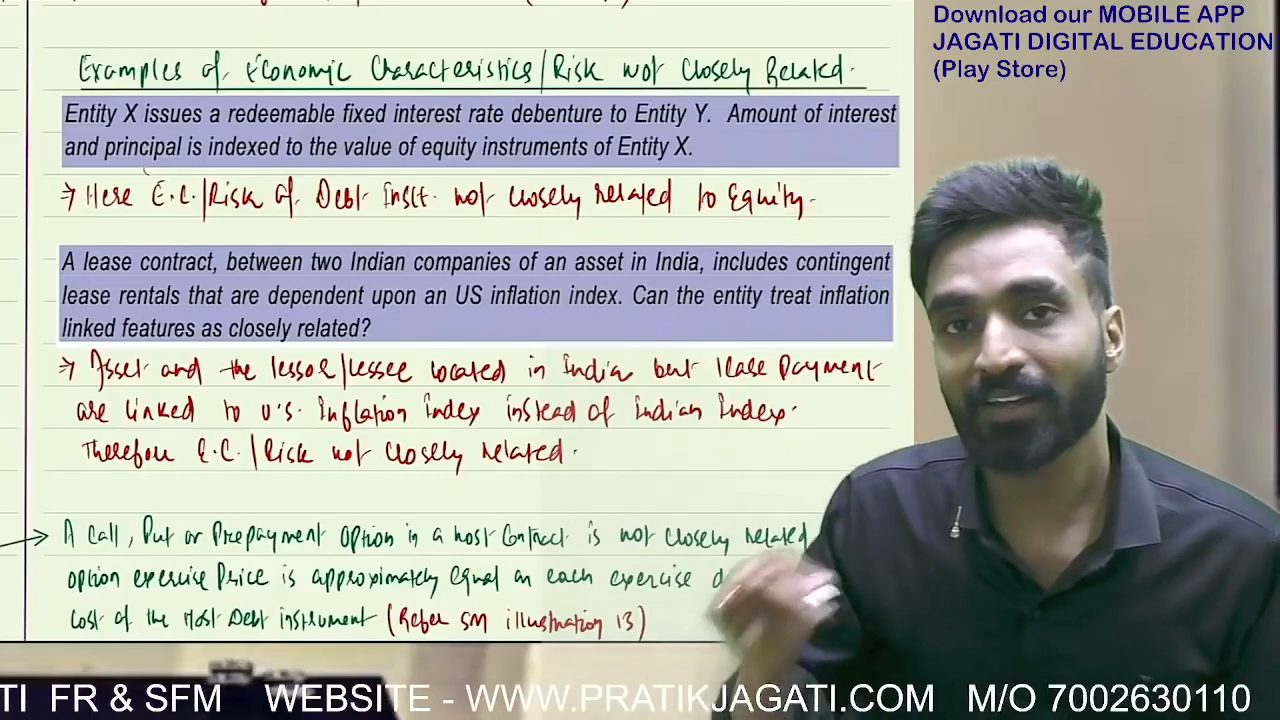 Download our MOBILE APP
JAGATI DIGITAL EDUCATION
(Play Store)
Examples of Economic Characteristics/Risk not Closely Related.
Entity X issues a redeemable fixed interest rate debenture to Entity Y. Amount of interest
and principal is indexed to the value of equity instruments of Entity X.
→ Here E.C./Risk of Debt Inst. not closely related to Equity.
A lease contract, between two Indian companies of an asset in India, includes contingent
lease rentals that are dependent upon an US inflation index. Can the entity treat inflation
linked features as closely related?
→ Asset and the lessor/lessee located in India but lease payment
are linked to U.S. Inflation Index instead of Indian Index.
Therefore E.C./Risk not closely related.
→ A call, Put or Prepayment option in a host Contract is not closely related
option exercise Price is approximately equal on each exercise
cost of the Host Debt instrument (Refer SM illustration 13)
TI FR & SFM WEBSITE - WWW.PRATIKJAGATI.COM M/O 7002630110